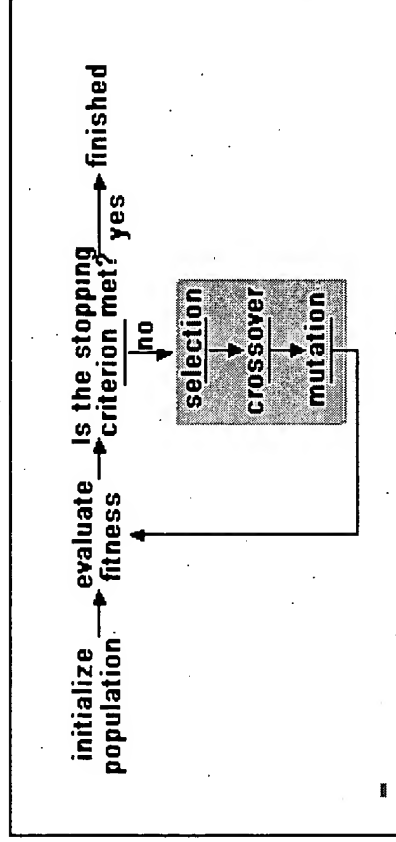 initialize
population
evaluate
fitness
Is the stopping
criterion met?
yes
finished
no
selection
crossover
mutation